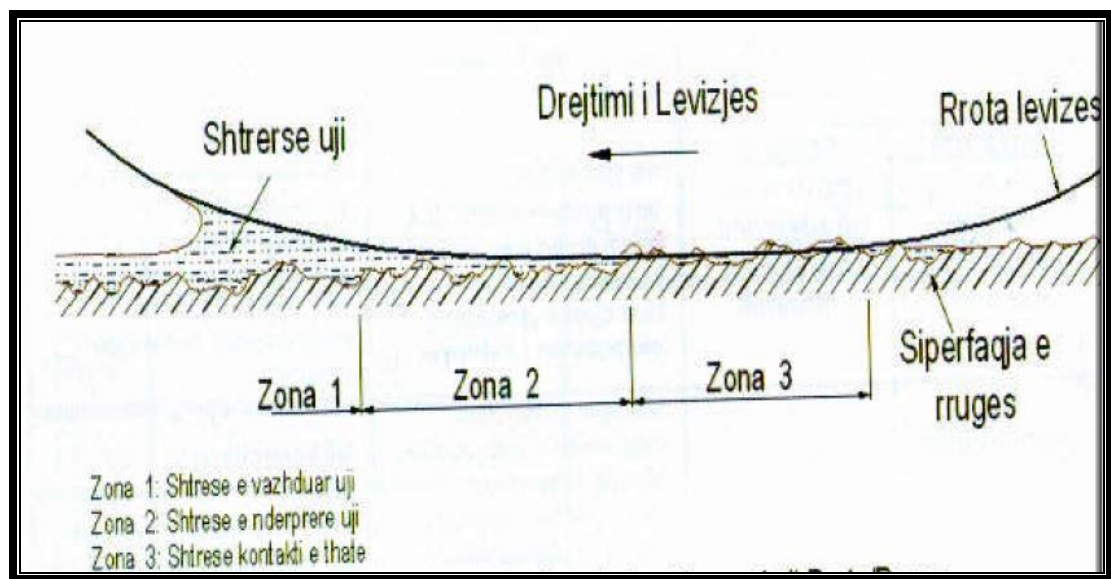 Drejtimi i Levizjes
Rrota levizes
Shtrerse uji
Siperfaqja e
rruges
Zona 1
Zona 2
Zona 3
Zona 1: Shtrese e vazhduar uji
Zona 2: Shtrese e nderprere uji
Zona 3: Shtrese kontakti e thate